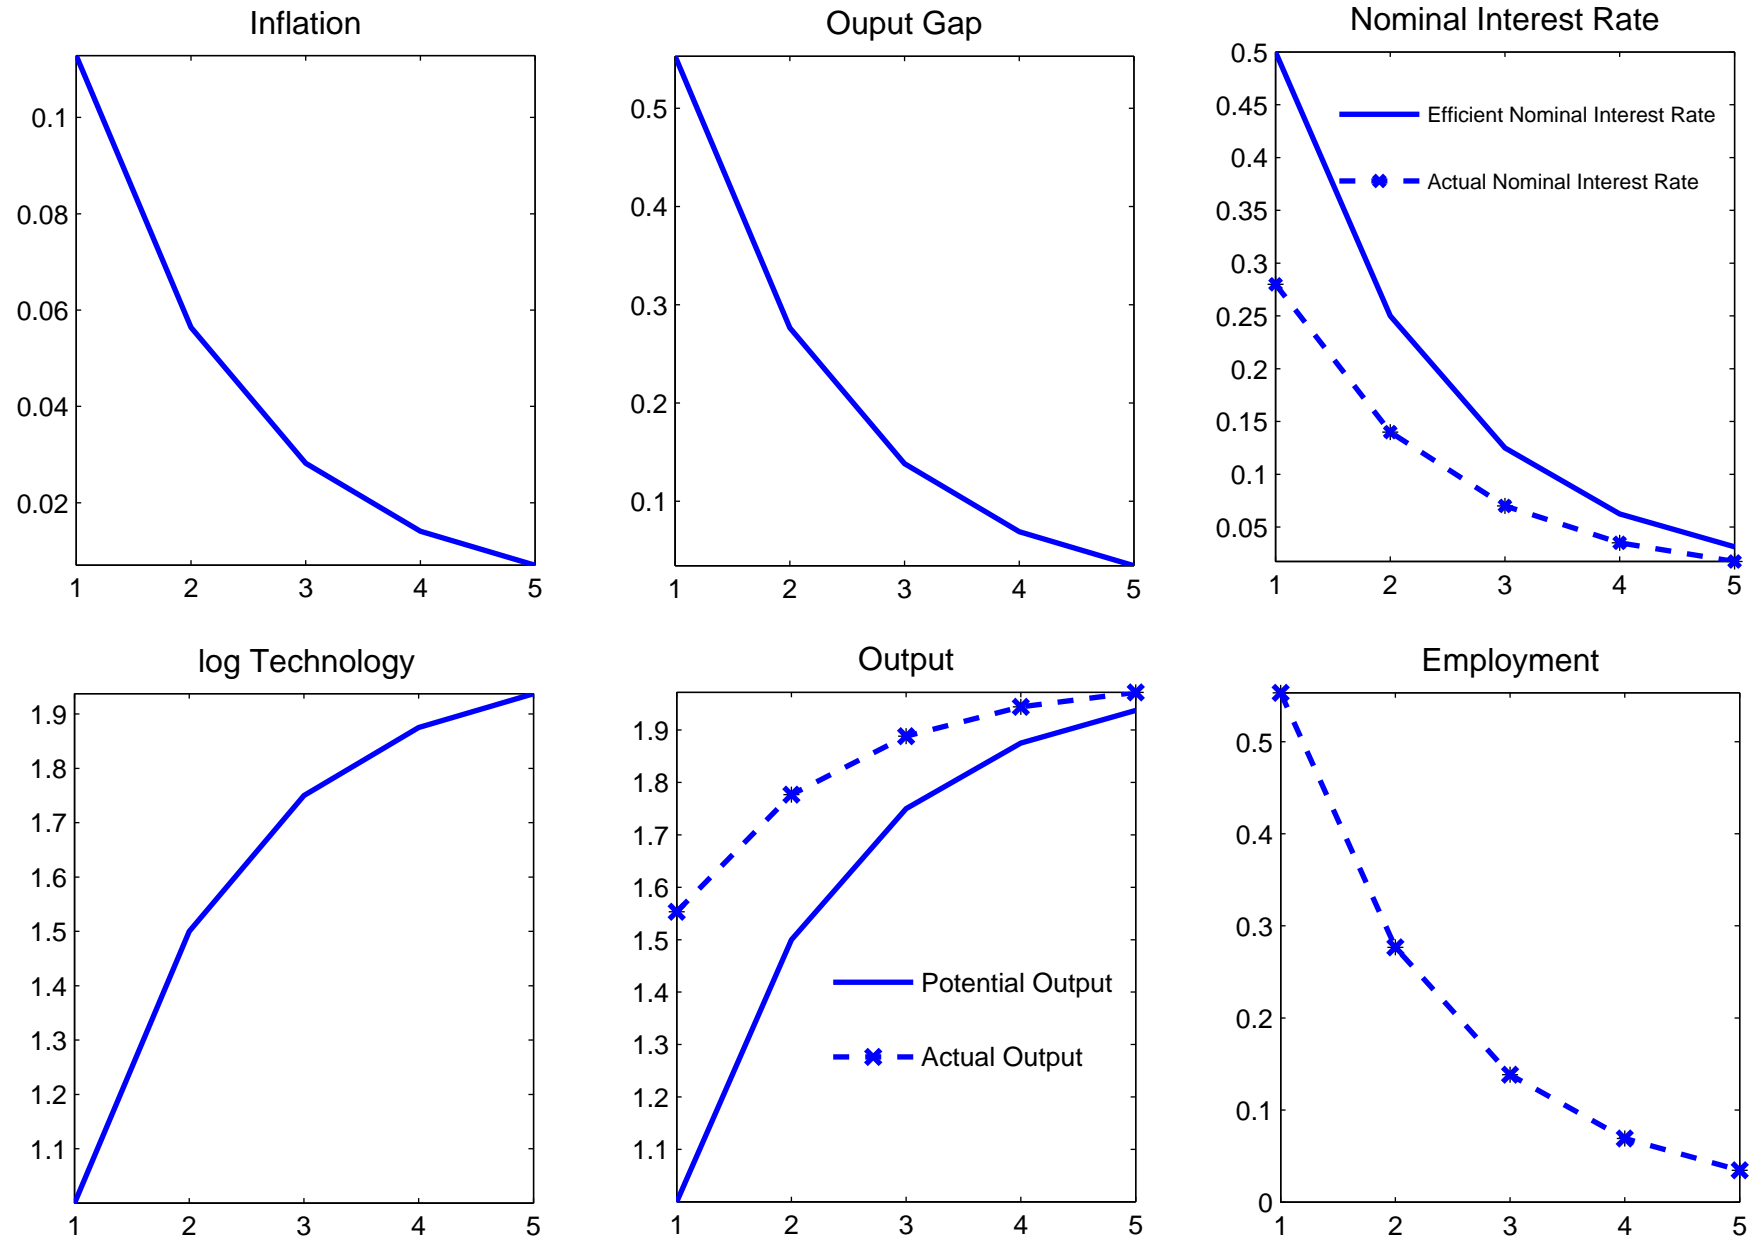 Inflation
0.1
0.08
0.06
0.04
0.02
1 2 3 4 5
Ouput Gap
0.5
0.4
0.3
0.2
0.1
1 2 3 4 5
Nominal Interest Rate
0.5
0.45
0.4
0.35
0.3
0.25
0.2
0.15
0.1
0.05
1 2 3 4 5
Efficient Nominal Interest Rate
Actual Nominal Interest Rate
log Technology
1.9
1.8
1.7
1.6
1.5
1.4
1.3
1.2
1.1
1 2 3 4 5
Output
1.9
1.8
1.7
1.6
1.5
1.4
1.3
1.2
1.1
1 2 3 4 5
Potential Output
Actual Output
Employment
0.5
0.4
0.3
0.2
0.1
0
1 2 3 4 5